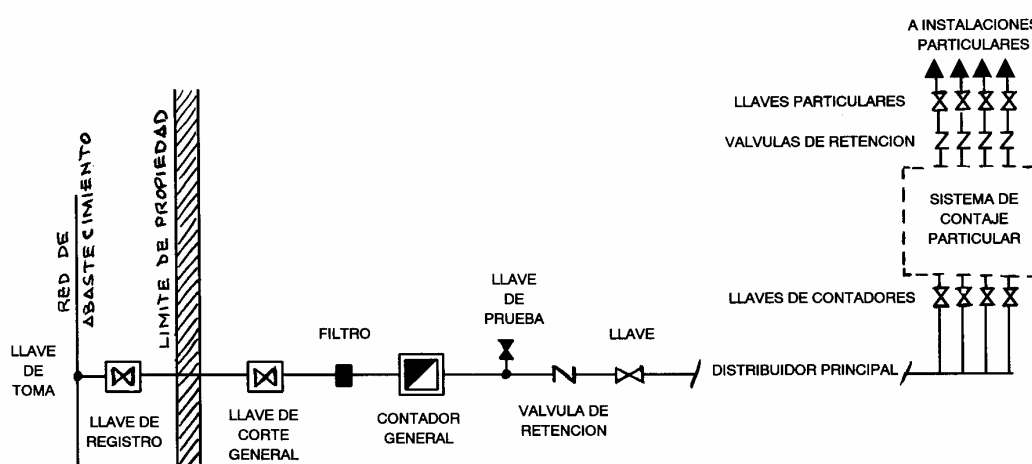 A INSTALACIONES
PARTICULARES
LLAVES PARTICULARES
VALVULAS DE RETENCION
SISTEMA DE
CONTAJE
PARTICULAR
LLAVES DE CONTADORES
RED DE
ABASTECIMIENTO
LIMITE DE PROPIEDAD
LLAVE
DE
TOMA
LLAVE DE
REGISTRO
LLAVE DE
CORTE
GENERAL
FILTRO
CONTADOR
GENERAL
LLAVE
DE
PRUEBA
VALVULA DE
RETENCION
LLAVE
DISTRIBUIDOR PRINCIPAL